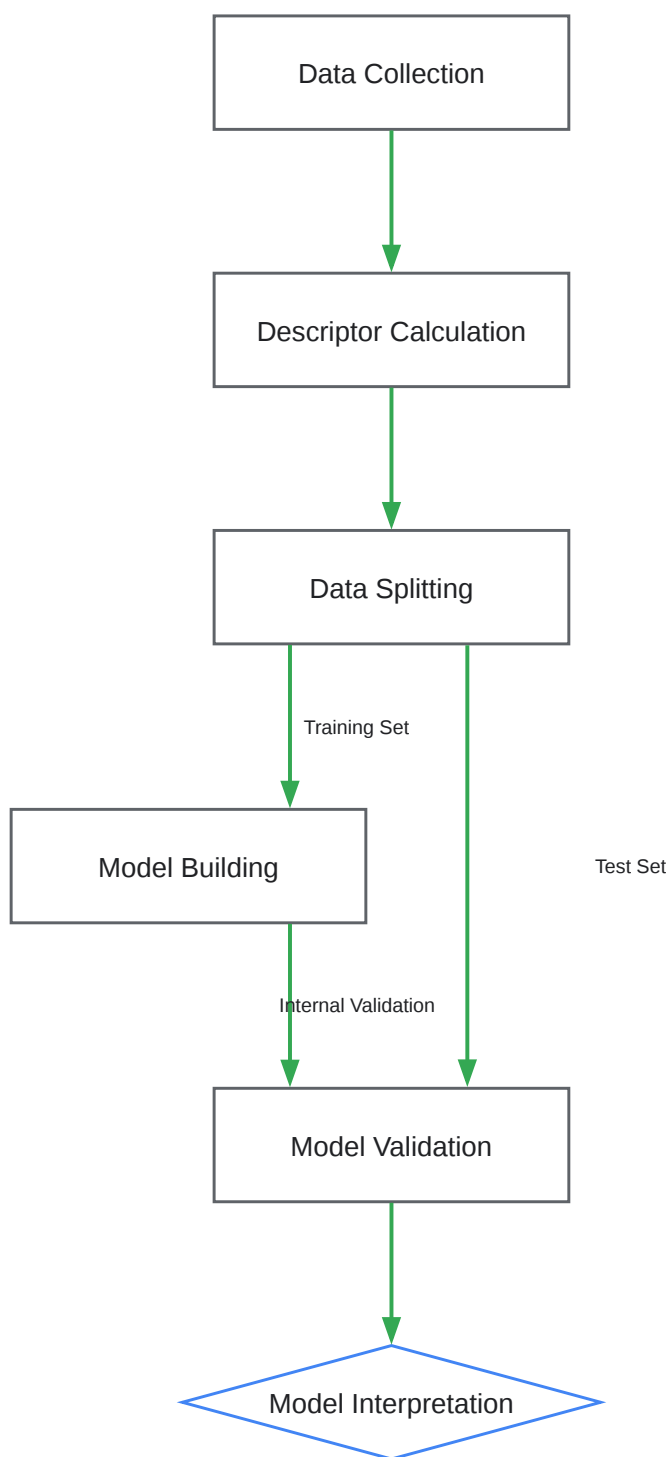 Data Collection
Descriptor Calculation
Data Splitting
Training Set
Model Building
Test Set
Internal Validation
Model Validation
Model Interpretation